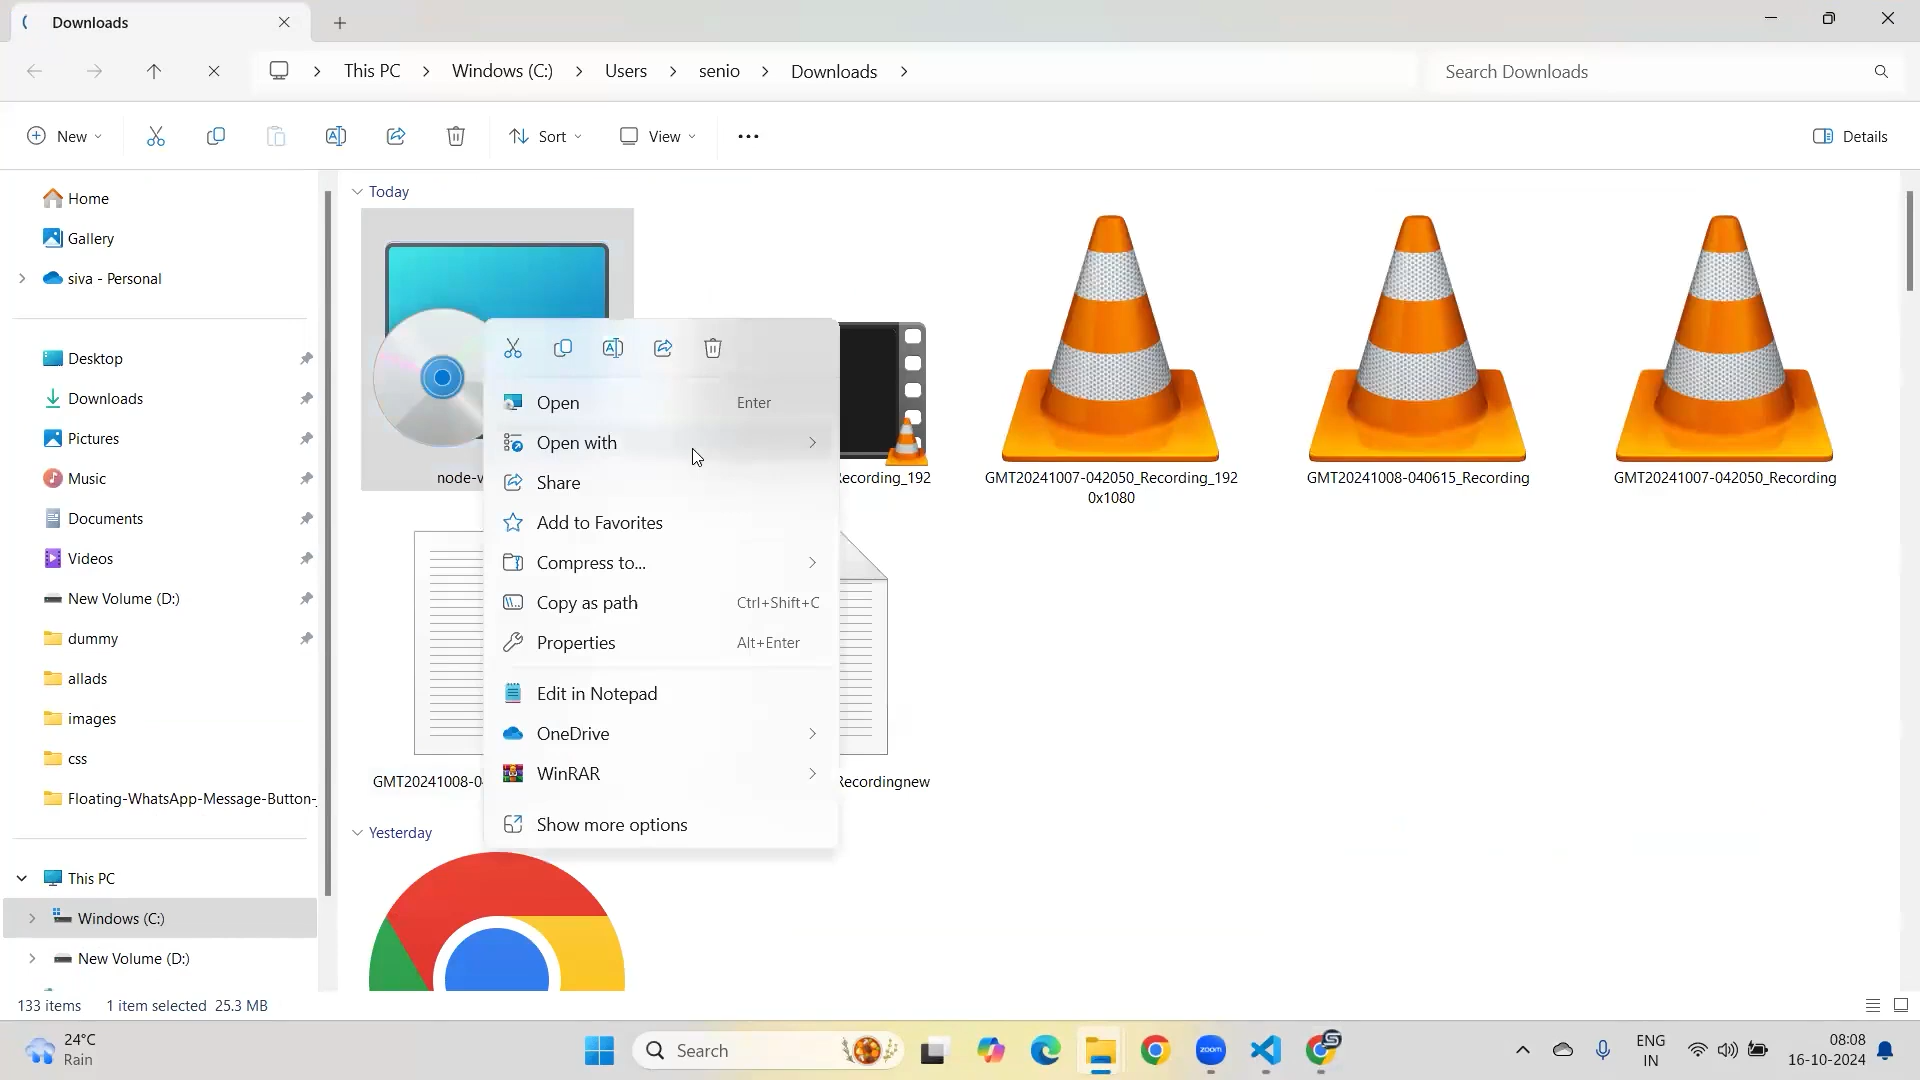 Downloads
This PC
Windows (C:)
Users
senio
Downloads
Search Downloads
New
Sort
View
Details
Home
Gallery
siva - Personal
Desktop
Downloads
Pictures
Music
Documents
Videos
New Volume (D:)
dummy
allads
images
css
Floating-WhatsApp-Message-Button-
This PC
Windows (C:)
New Volume (D:)
Today
node-v
Recording_192
GMT20241007-042050_Recording_192
0x1080
GMT20241008-040615_Recording
GMT20241007-042050_Recording
Open Enter
Open with
Share
Add to Favorites
Compress to...
Copy as path Ctrl+Shift+C
Properties Alt+Enter
Edit in Notepad
OneDrive
WinRAR
Show more options
GMT20241008-0
Recordingnew
Yesterday
133 items 1 item selected 25.3 MB
24°C
Rain
Search
zoom
ENG
IN
08:08
16-10-2024